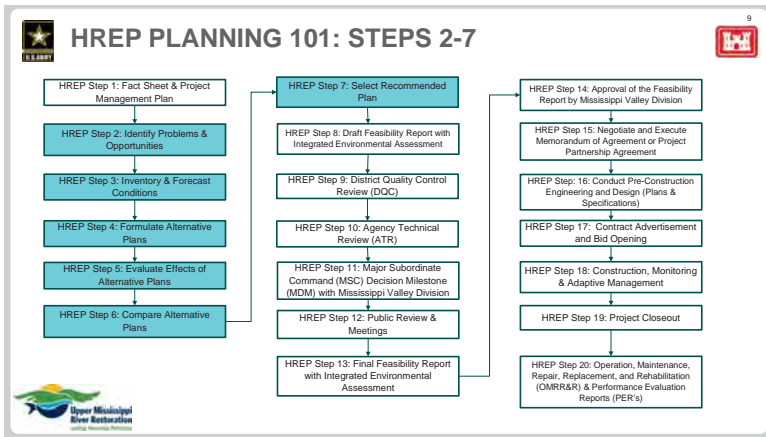 9
HREP PLANNING 101: STEPS 2-7
U.S. ARMY
HREP Step 1: Fact Sheet & Project
Management Plan
HREP Step 2: Identify Problems &
Opportunities
HREP Step 3: Inventory & Forecast
Conditions
HREP Step 4: Formulate Alternative
Plans
HREP Step 5: Evaluate Effects of
Alternative Plans
HREP Step 6: Compare Alternative
Plans
HREP Step 7: Select Recommended
Plan
HREP Step 8: Draft Feasibility Report with
Integrated Environmental Assessment
HREP Step 9: District Quality Control
Review (DQC)
HREP Step 10: Agency Technical
Review (ATR)
HREP Step 11: Major Subordinate
Command (MSC) Decision Milestone
(MDM) with Mississippi Valley Division
HREP Step 12: Public Review &
Meetings
HREP Step 13: Final Feasibility Report
with Integrated Environmental
Assessment
HREP Step 14: Approval of the Feasibility
Report by Mississippi Valley Division
HREP Step 15: Negotiate and Execute
Memorandum of Agreement or Project
Partnership Agreement
HREP Step: 16: Conduct Pre-Construction
Engineering and Design (Plans &
Specifications)
HREP Step 17:  Contract Advertisement
and Bid Opening
HREP Step 18: Construction, Monitoring
& Adaptive Management
HREP Step 19: Project Closeout
HREP Step 20: Operation, Maintenance,
Repair, Replacement, and Rehabilitation
(OMRR&R) & Performance Evaluation
Reports (PER's)
Upper Mississippi
River Restoration